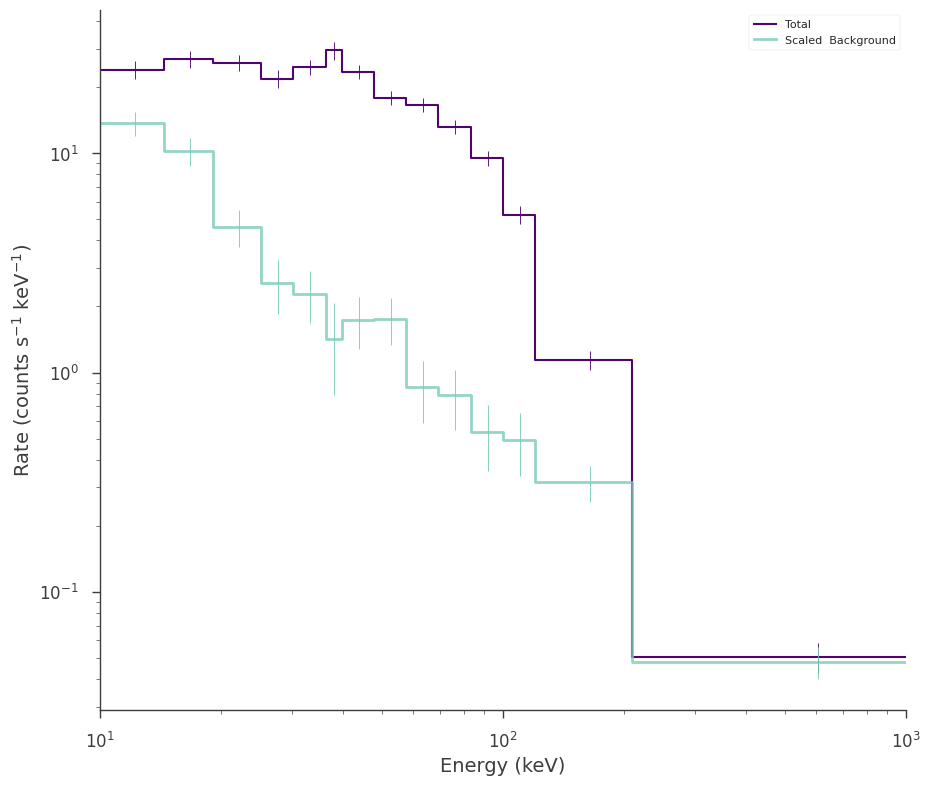 Total
Scaled  Background
Rate (counts s⁻¹ keV⁻¹)
10¹
10⁰
10⁻¹
10¹ 10² 10³
Energy (keV)